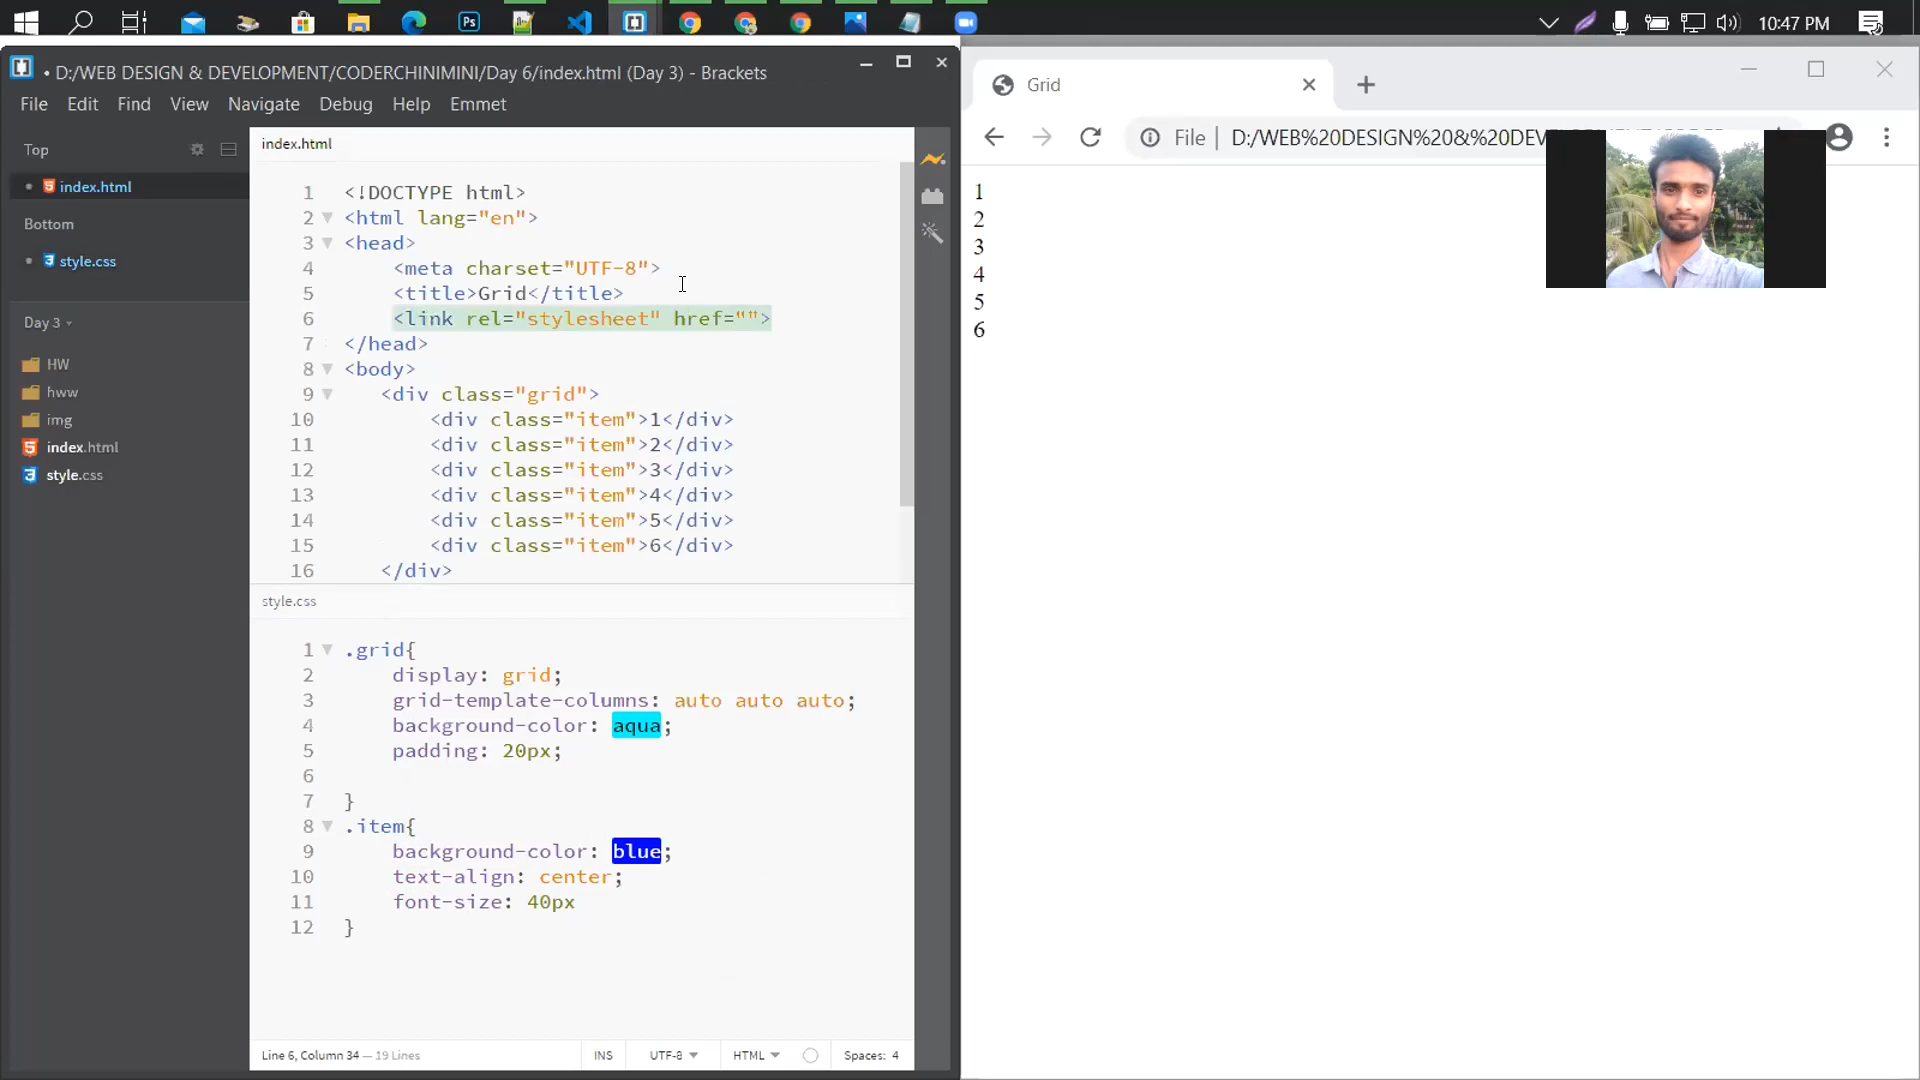 Ps
10:47 PM
• D:/WEB DESIGN & DEVELOPMENT/CODERCHINIMINI/Day 6/index.html (Day 3) - Brackets
File Edit Find View Navigate Debug Help Emmet
Top
index.html
Bottom
style.css
Day 3
HW
hww
img
index.html
style.css
index.html
1 <!DOCTYPE html>
2 <html lang="en">
3 <head>
4 <meta charset="UTF-8">
5 <title>Grid</title>
6 <link rel="stylesheet" href="">
7 </head>
8 <body>
9 <div class="grid">
10 <div class="item">1</div>
11 <div class="item">2</div>
12 <div class="item">3</div>
13 <div class="item">4</div>
14 <div class="item">5</div>
15 <div class="item">6</div>
16 </div>
style.css
1 .grid{
2 display: grid;
3 grid-template-columns: auto auto auto;
4 background-color: aqua;
5 padding: 20px;
6
7 }
8 .item{
9 background-color: blue;
10 text-align: center;
11 font-size: 40px
12 }
Line 6, Column 34 — 19 Lines
INS UTF-8 HTML Spaces: 4
Grid
File | D:/WEB%20DESIGN%20&%20DEV
1
2
3
4
5
6